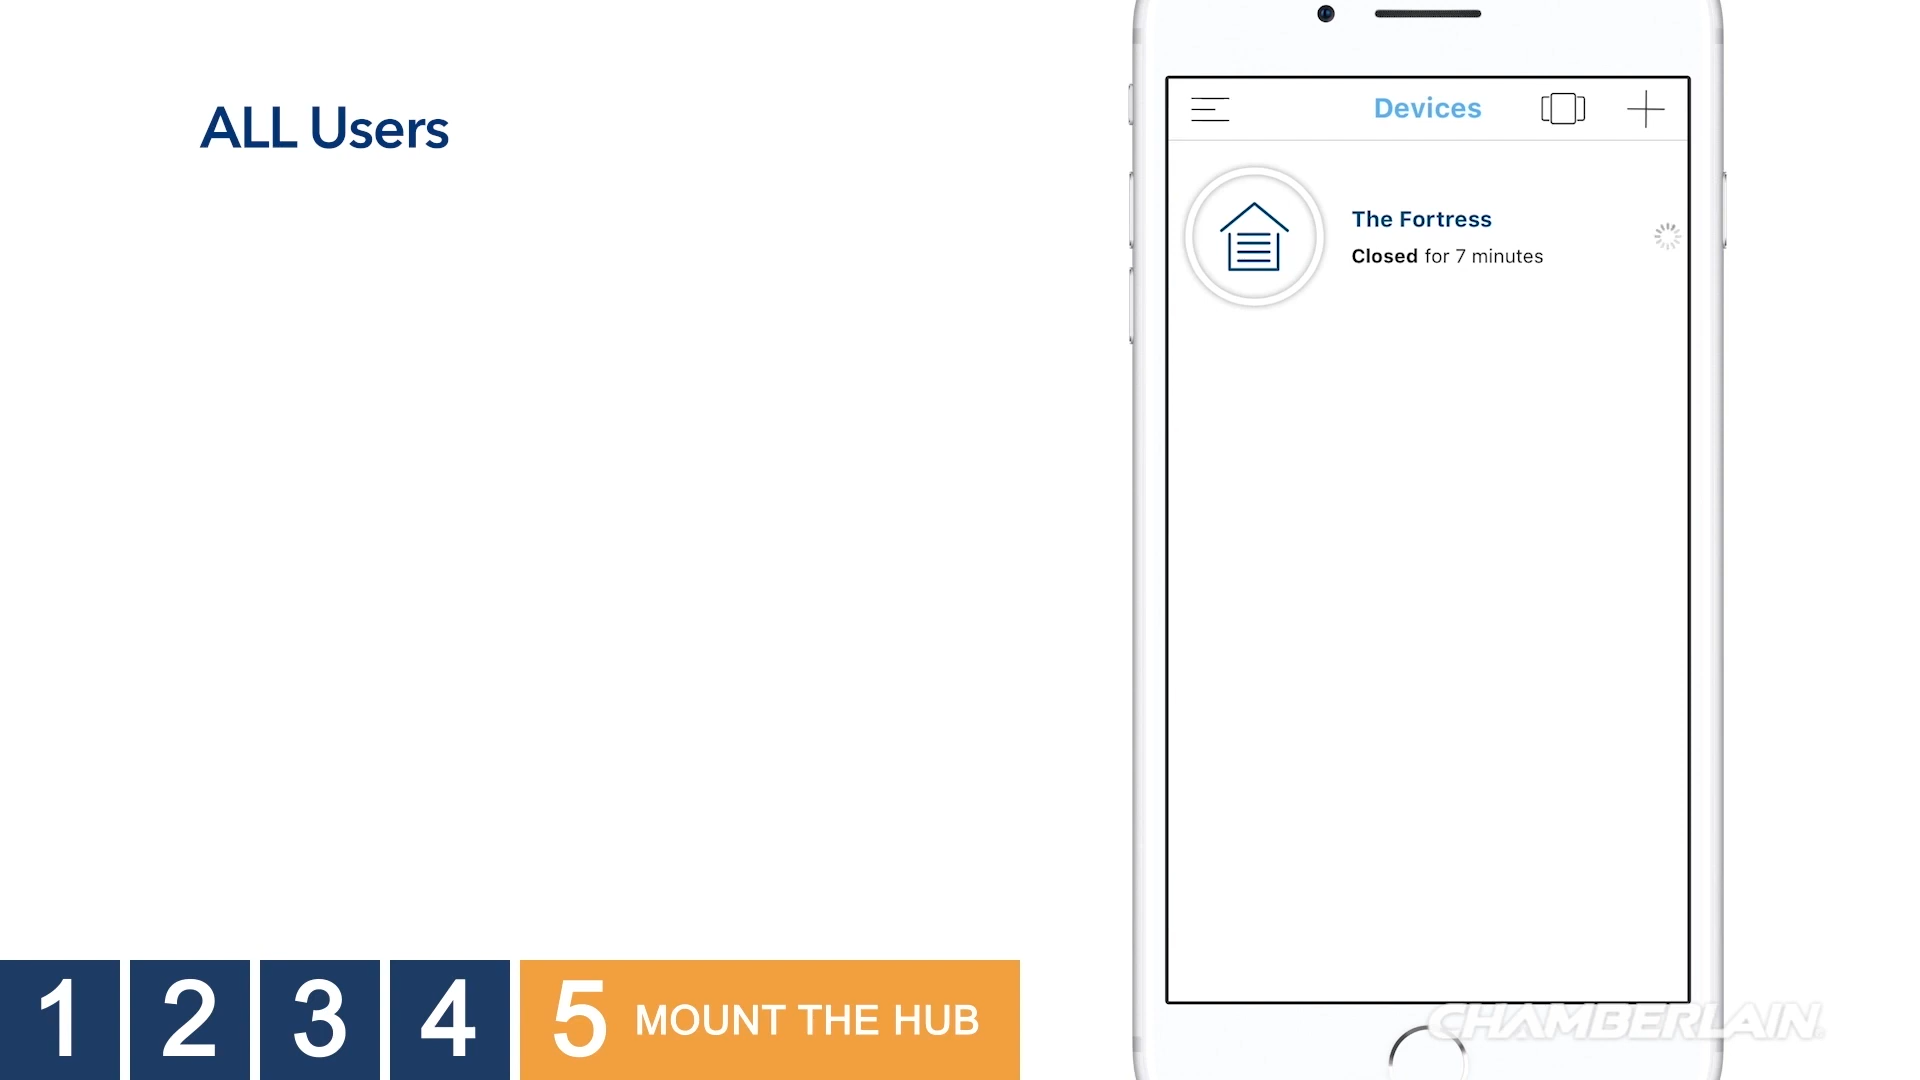 ALL Users
Devices
The Fortress
Closed for 7 minutes
1 2 3 4 5 MOUNT THE HUB
CHAMBERLAIN